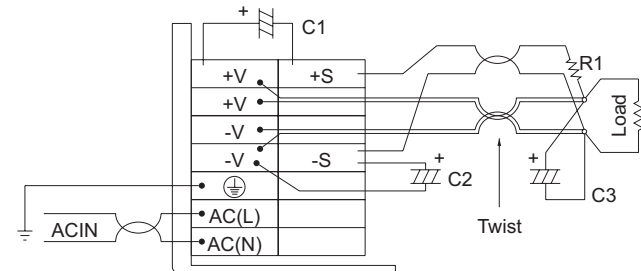 + C1
+V +S
+V R1
-V Load
-V -S + +
C2 C3
ACIN AC(L) Twist
AC(N)